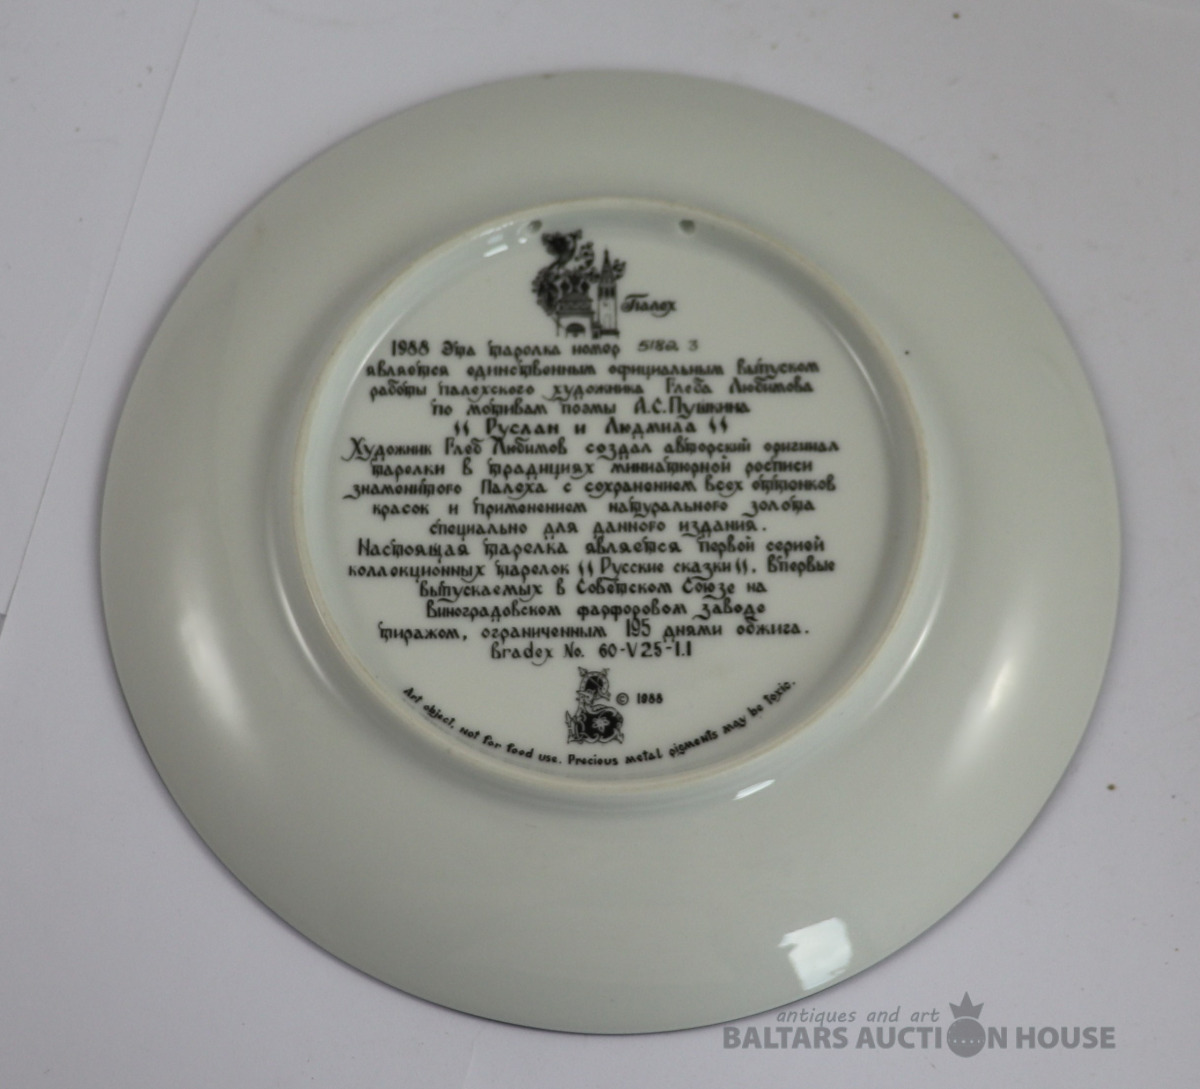 Палех
1988 Эта тарелка номер 5182 3
является единственным официальным выпуском
работы палехского художника Глеба Любимова
по мотивам поэмы А.С.Пушкина
" Руслан и Людмила "
Художник Глеб Любимов создал авторский оригинал
тарелки в традициях миниатюрной росписи
знаменитого Палеха с сохранением всех оттенков
красок и применением натурального золота
специально для данного издания.
Настоящая тарелка является первой серией
коллекционных тарелок "Русские сказки". Впервые
выпускаемых в Советском Союзе на
Виноградовском фарфоровом заводе
тиражом, ограниченным 195 днями обжига.
Bradex No. 60-V25-1.1
© 1988
Art object, not for food use. Precious metal pigments may be toxic.
antiques and art
BALTARS AUCTION HOUSE